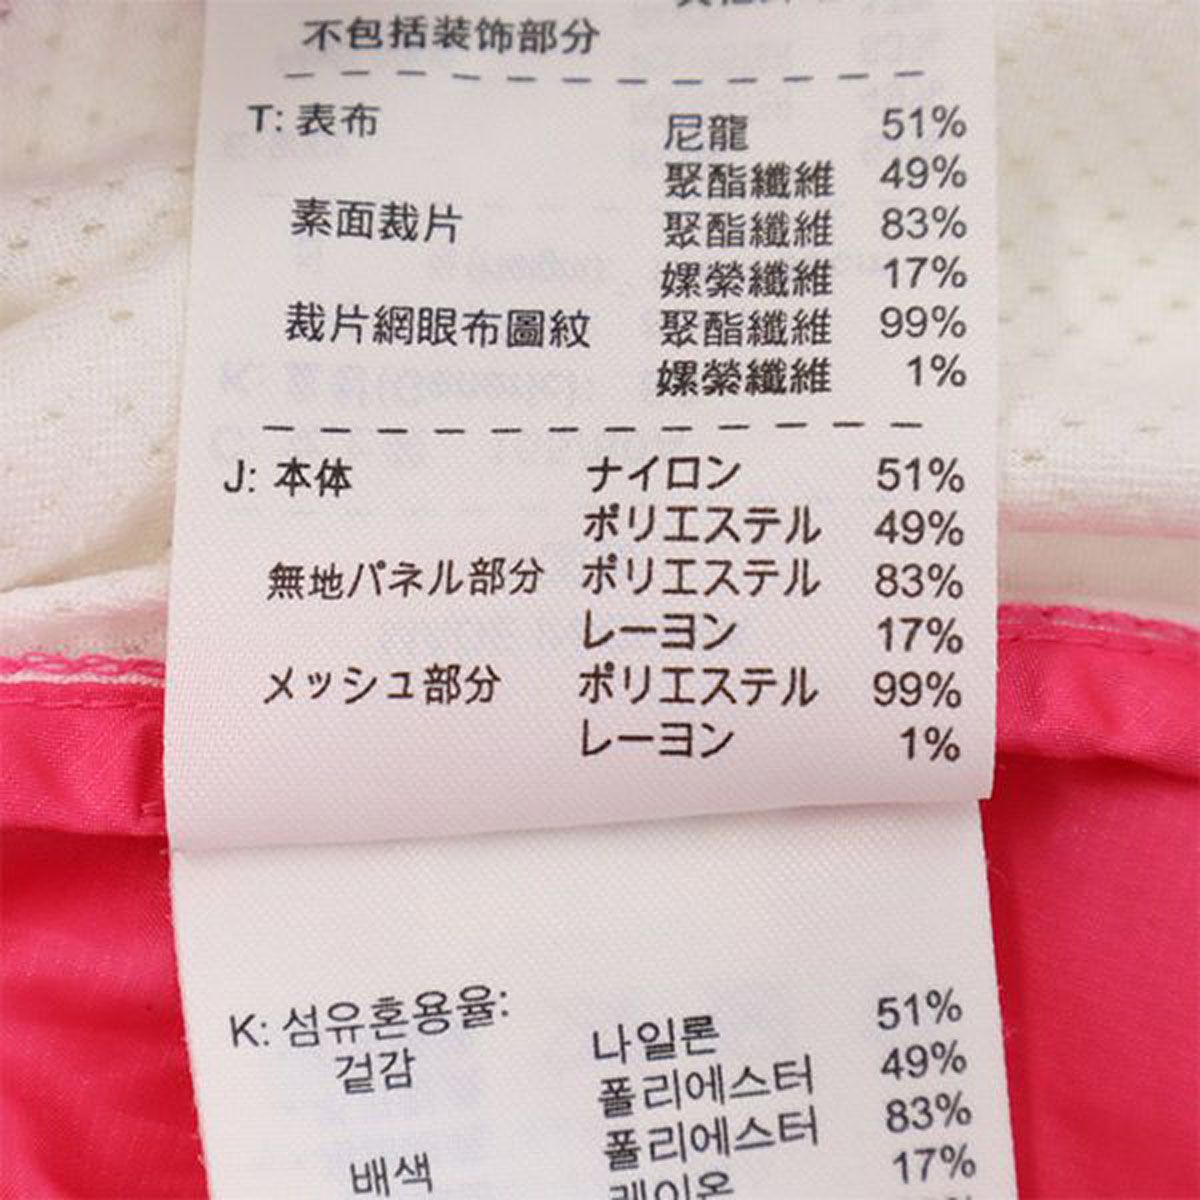 不包括装饰部分
T: 表布 尼龍 51%
聚酯纖維 49%
素面裁片 聚酯纖維 83%
嫘縈纖維 17%
裁片網眼布圖紋 聚酯纖維 99%
嫘縈纖維 1%
J: 本体 ナイロン 51%
ポリエステル 49%
無地パネル部分 ポリエステル 83%
レーヨン 17%
メッシュ部分 ポリエステル 99%
レーヨン 1%
K: 섬유혼용율:
겉감 나일론 51%
폴리에스터 49%
배색 폴리에스터 83%
레이온 17%